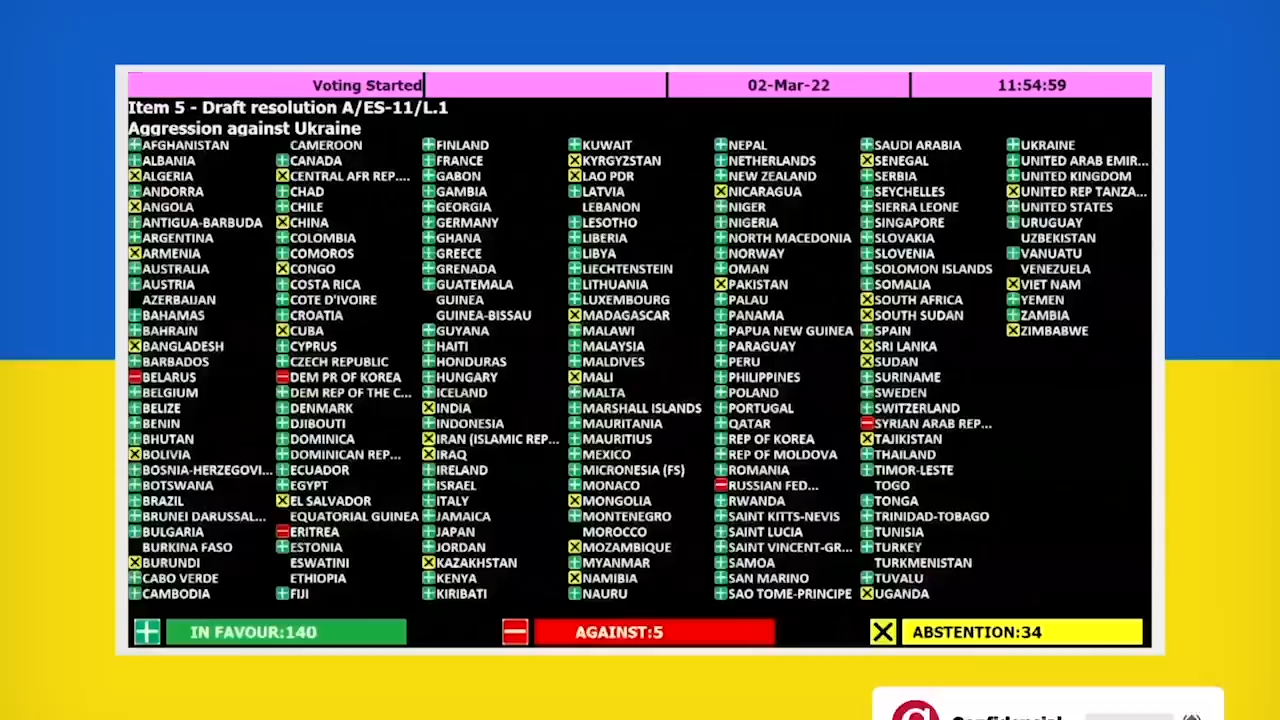 Voting Started 02-Mar-22 11:54:59
Item 5 - Draft resolution A/ES-11/L.1
Aggression against Ukraine
AFGHANISTAN
ALBANIA
ALGERIA
ANDORRA
ANGOLA
ANTIGUA-BARBUDA
ARGENTINA
ARMENIA
AUSTRALIA
AUSTRIA
AZERBAIJAN
BAHAMAS
BAHRAIN
BANGLADESH
BARBADOS
BELARUS
BELGIUM
BELIZE
BENIN
BHUTAN
BOLIVIA
BOSNIA-HERZEGOVI...
BOTSWANA
BRAZIL
BRUNEI DARUSSAL...
BULGARIA
BURKINA FASO
BURUNDI
CABO VERDE
CAMBODIA
CAMEROON
CANADA
CENTRAL AFR REP....
CHAD
CHILE
CHINA
COLOMBIA
COMOROS
CONGO
COSTA RICA
COTE D'IVOIRE
CROATIA
CUBA
CYPRUS
CZECH REPUBLIC
DEM PR OF KOREA
DEM REP OF THE C...
DENMARK
DJIBOUTI
DOMINICA
DOMINICAN REP...
ECUADOR
EGYPT
EL SALVADOR
EQUATORIAL GUINEA
ERITREA
ESTONIA
ESWATINI
ETHIOPIA
FIJI
FINLAND
FRANCE
GABON
GAMBIA
GEORGIA
GERMANY
GHANA
GREECE
GRENADA
GUATEMALA
GUINEA
GUINEA-BISSAU
GUYANA
HAITI
HONDURAS
HUNGARY
ICELAND
INDIA
INDONESIA
IRAN (ISLAMIC REP...
IRAQ
IRELAND
ISRAEL
ITALY
JAMAICA
JAPAN
JORDAN
KAZAKHSTAN
KENYA
KIRIBATI
KUWAIT
KYRGYZSTAN
LAO PDR
LATVIA
LEBANON
LESOTHO
LIBERIA
LIBYA
LIECHTENSTEIN
LITHUANIA
LUXEMBOURG
MADAGASCAR
MALAWI
MALAYSIA
MALDIVES
MALI
MALTA
MARSHALL ISLANDS
MAURITANIA
MAURITIUS
MEXICO
MICRONESIA (FS)
MONACO
MONGOLIA
MONTENEGRO
MOROCCO
MOZAMBIQUE
MYANMAR
NAMIBIA
NAURU
NEPAL
NETHERLANDS
NEW ZEALAND
NICARAGUA
NIGER
NIGERIA
NORTH MACEDONIA
NORWAY
OMAN
PAKISTAN
PALAU
PANAMA
PAPUA NEW GUINEA
PARAGUAY
PERU
PHILIPPINES
POLAND
PORTUGAL
QATAR
REP OF KOREA
REP OF MOLDOVA
ROMANIA
RUSSIAN FED...
RWANDA
SAINT KITTS-NEVIS
SAINT LUCIA
SAINT VINCENT-GR...
SAMOA
SAN MARINO
SAO TOME-PRINCIPE
SAUDI ARABIA
SENEGAL
SERBIA
SEYCHELLES
SIERRA LEONE
SINGAPORE
SLOVAKIA
SLOVENIA
SOLOMON ISLANDS
SOMALIA
SOUTH AFRICA
SOUTH SUDAN
SPAIN
SRI LANKA
SUDAN
SURINAME
SWEDEN
SWITZERLAND
SYRIAN ARAB REP...
TAJIKISTAN
THAILAND
TIMOR-LESTE
TOGO
TONGA
TRINIDAD-TOBAGO
TUNISIA
TURKEY
TURKMENISTAN
TUVALU
UGANDA
UKRAINE
UNITED ARAB EMIR...
UNITED KINGDOM
UNITED REP TANZA...
UNITED STATES
URUGUAY
UZBEKISTAN
VANUATU
VENEZUELA
VIET NAM
YEMEN
ZAMBIA
ZIMBABWE
IN FAVOUR:140 AGAINST:5 ABSTENTION:34
Confidencial